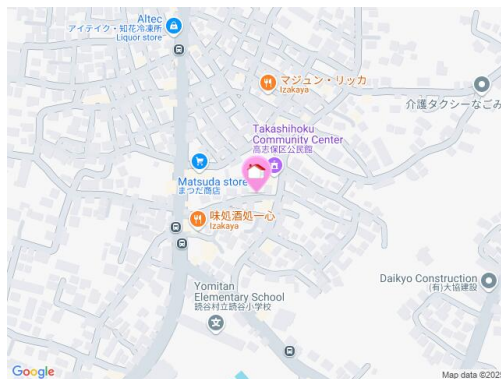 Altec
アイテイク・知花冷凍所
Liquor store
マジュン・リッカ
Izakaya
介護タクシーなごみ
Takashihoku
Community Center
高志保区公民館
Matsuda store
まつだ商店
味処酒処一心
Izakaya
Daikyo Construction
(有)大協建設
Yomitan
Elementary School
読谷村立読谷小学校
Google
Map data ©2025